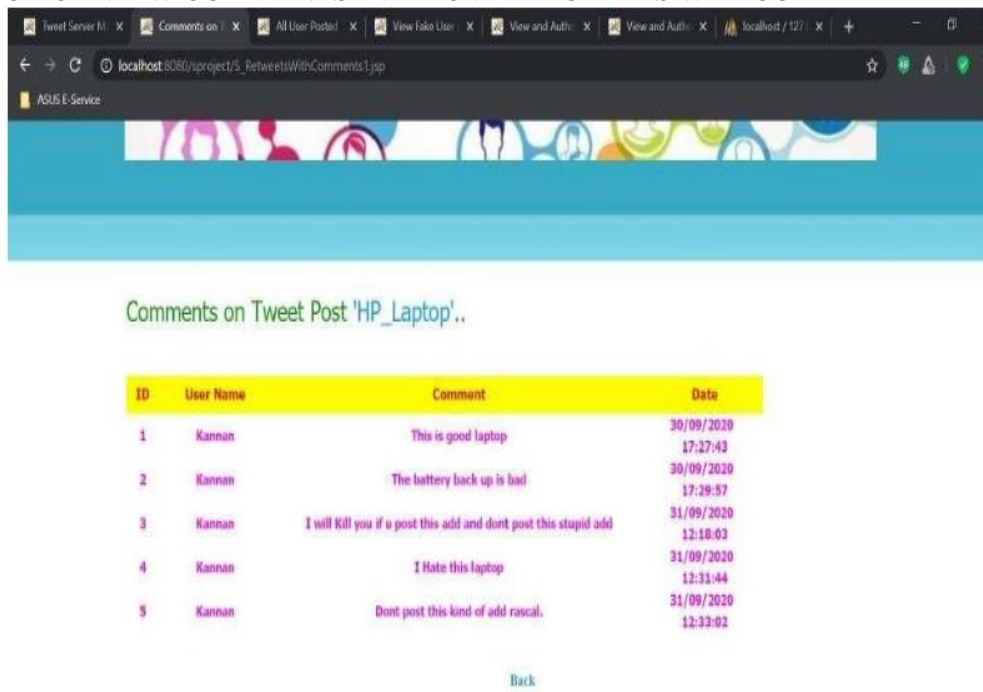 Tweet Server M
Comments on T
All User Posted
View Fake User
View and Autho
View and Autho
localhost / 127
localhost:8080/sproject/S_RetweetsWithComments1.jsp
ASUS E-Service
Comments on Tweet Post 'HP_Laptop'..
ID User Name Comment Date
1 Kannan This is good laptop 30/09/2020
17:27:43
2 Kannan The battery back up is bad 30/09/2020
17:29:57
3 Kannan I will Kill you if u post this add and dont post this stupid add 31/09/2020
12:18:03
4 Kannan I Hate this laptop 31/09/2020
12:31:44
5 Kannan Dont post this kind of add rascal. 31/09/2020
12:33:02
Back